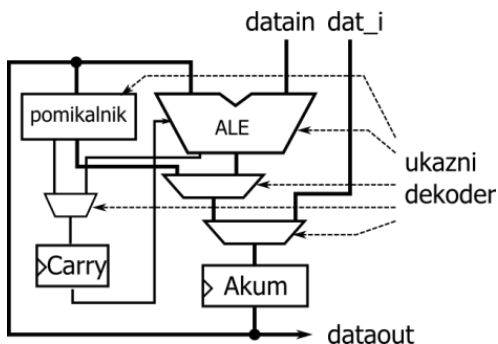 datain dat_i
pomikalnik
ALE
ukazni
dekoder
Carry
Akum
dataout